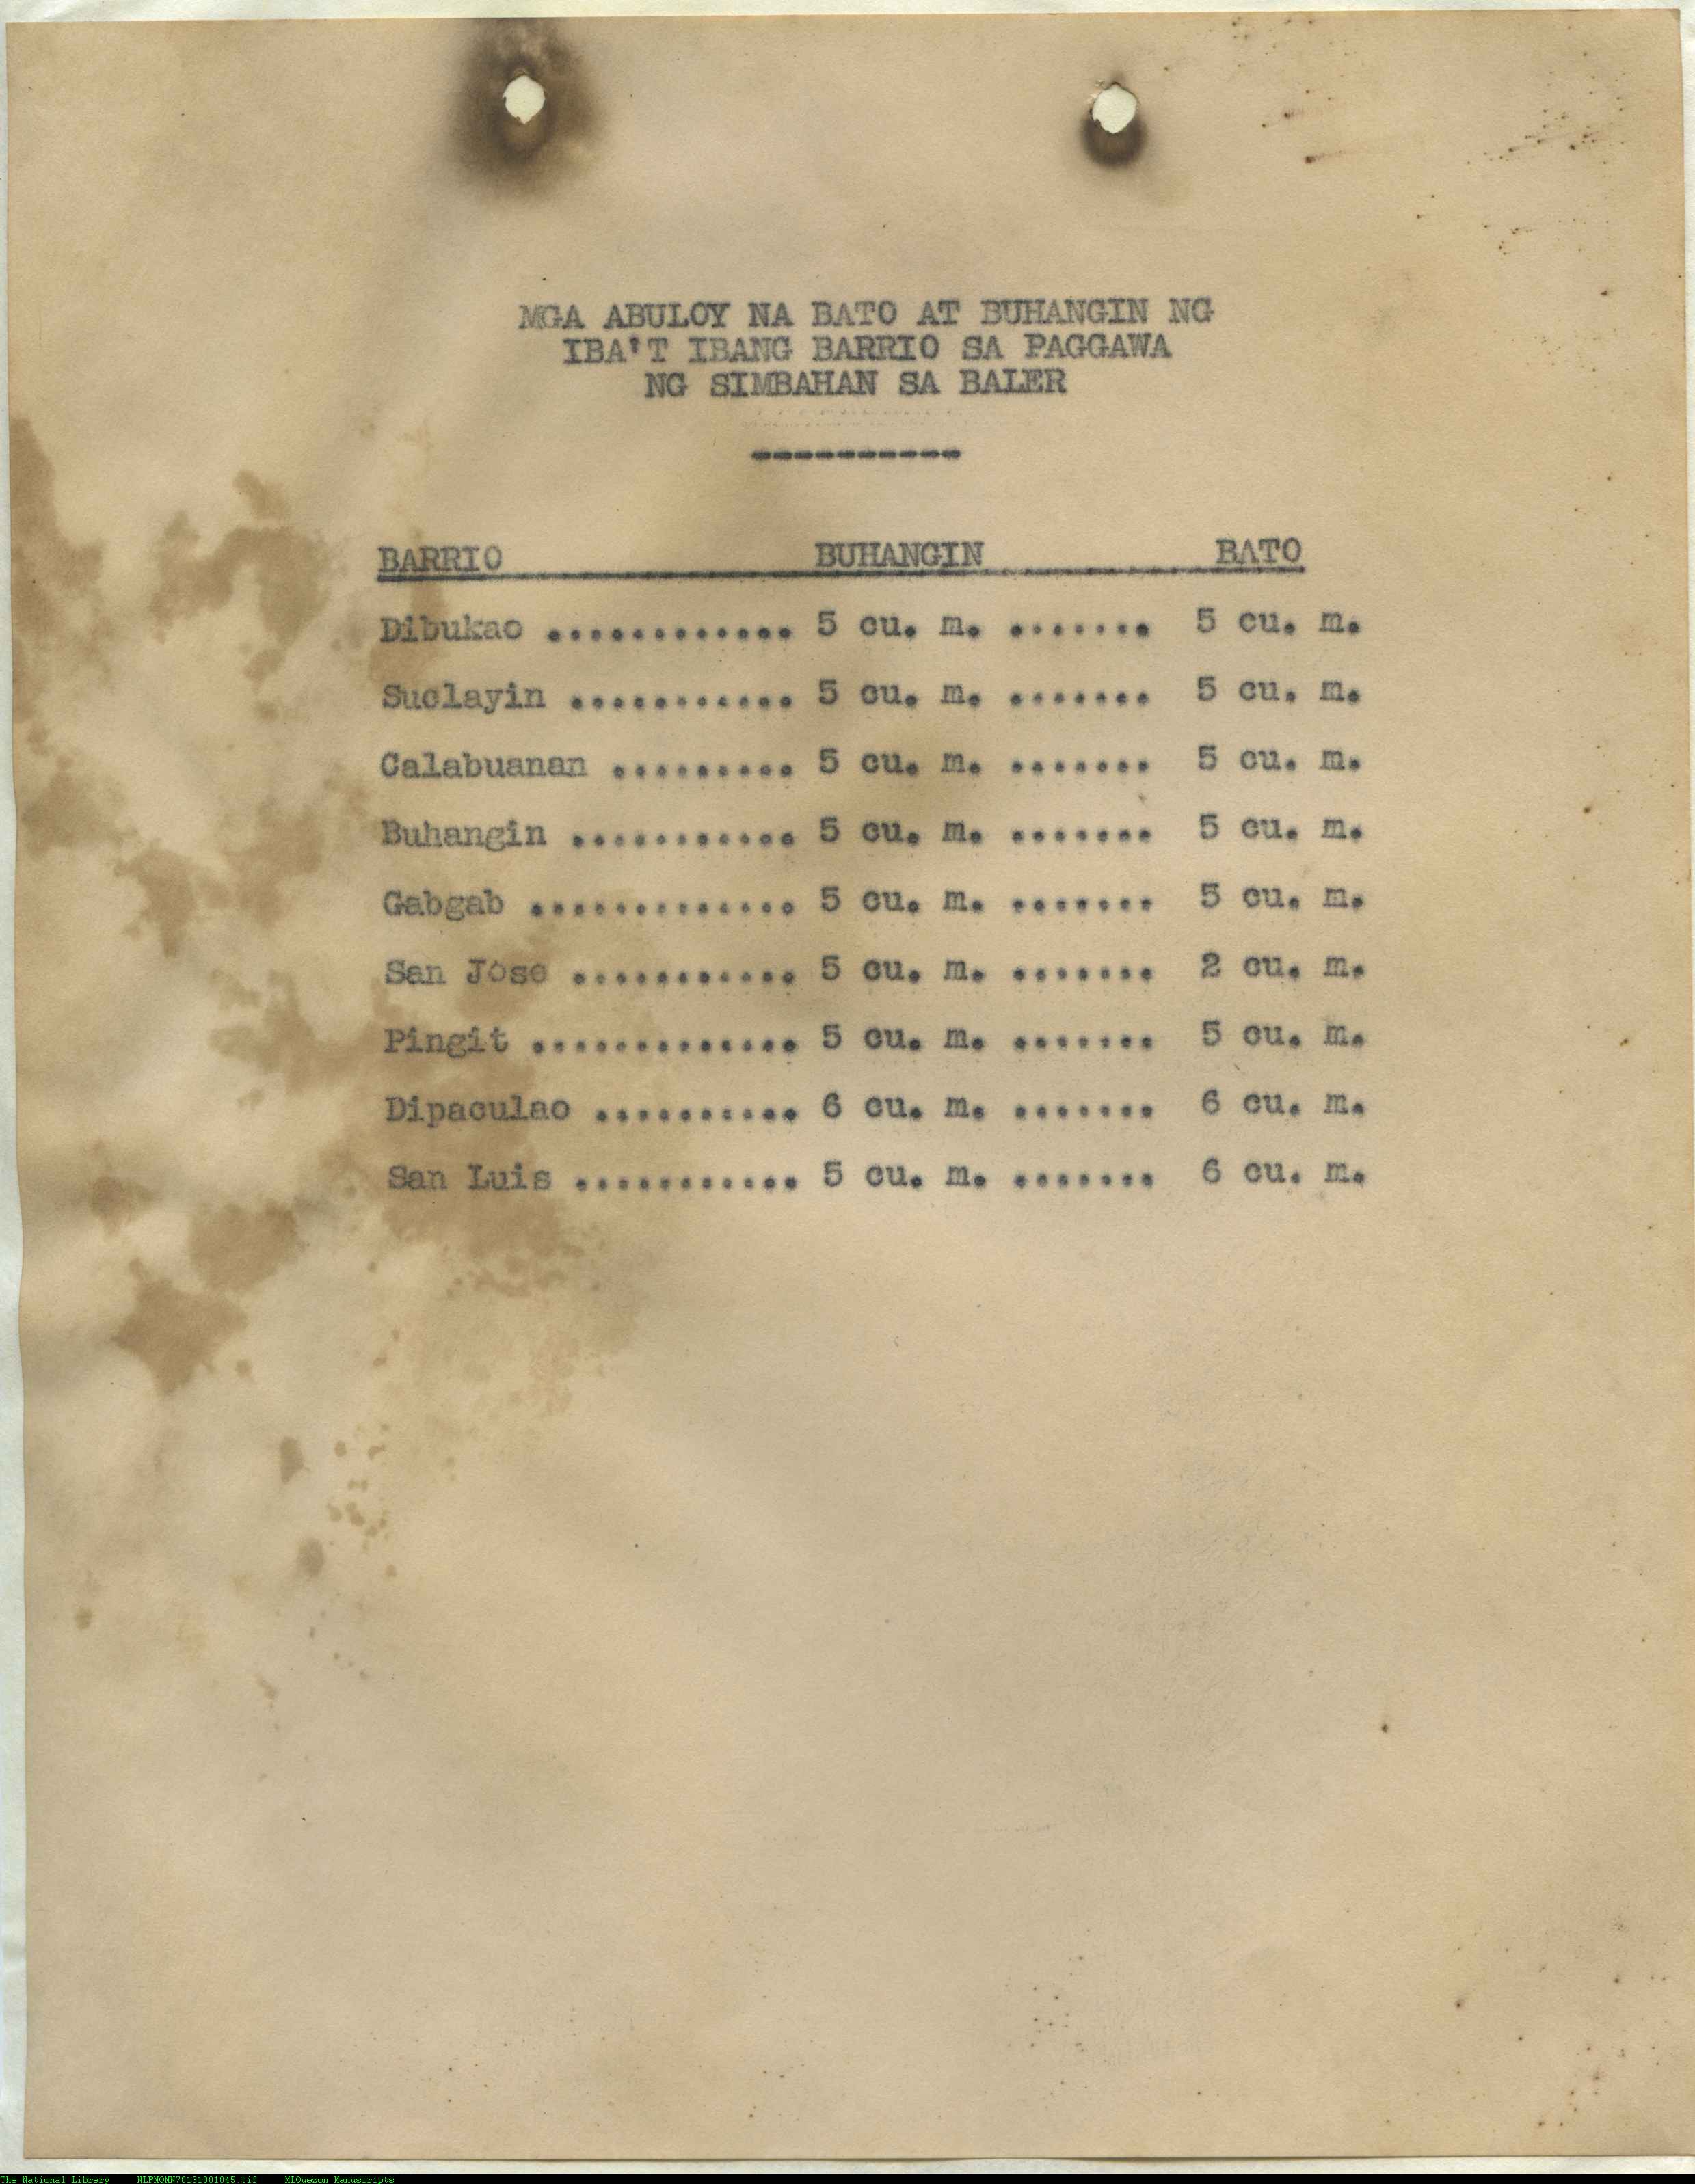 MGA ABULOY NA BATO AT BUHANGIN NG
IBA'T IBANG BARRIO SA PAGGAWA
NG SIMBAHAN SA BALER
----------
BARRIO BUHANGIN BATO
Dibukao ............ 5 cu. m. ....... 5 cu. m.
Suclayin ........... 5 cu. m. ....... 5 cu. m.
Calabuanan ......... 5 cu. m. ....... 5 cu. m.
Buhangin ........... 5 cu. m. ....... 5 cu. m.
Gabgab ............. 5 cu. m. ....... 5 cu. m.
San Jose ........... 5 cu. m. ....... 2 cu. m.
Pingit ............. 5 cu. m. ....... 5 cu. m.
Dipaculao .......... 6 cu. m. ....... 6 cu. m.
San Luis ........... 5 cu. m. ....... 6 cu. m.
The National Library NLPMQMN70131001045.tif MLQuezon Manuscripts